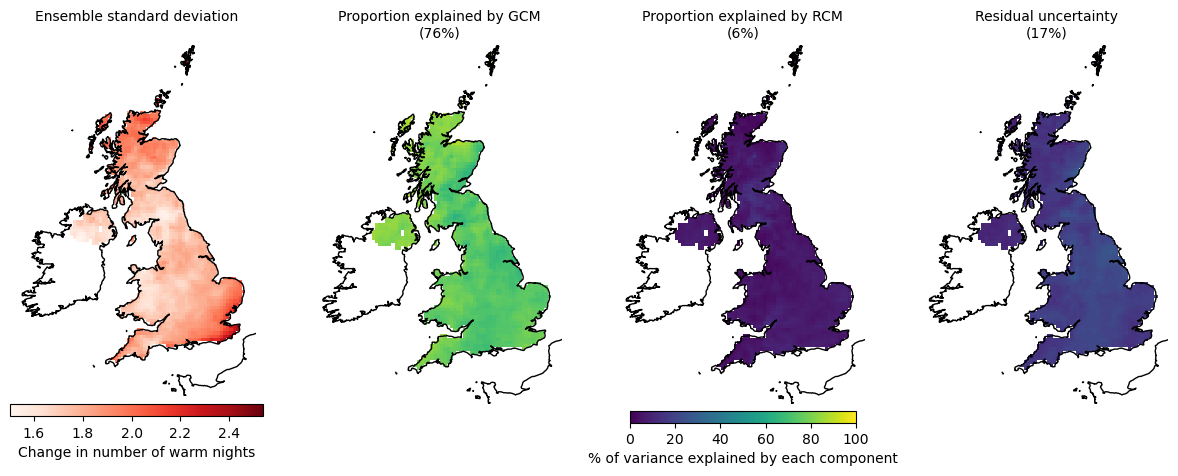 Ensemble standard deviation
Proportion explained by GCM
(76%)
Proportion explained by RCM
(6%)
Residual uncertainty
(17%)
1.6 1.8 2.0 2.2 2.4
Change in number of warm nights
0 20 40 60 80 100
% of variance explained by each component